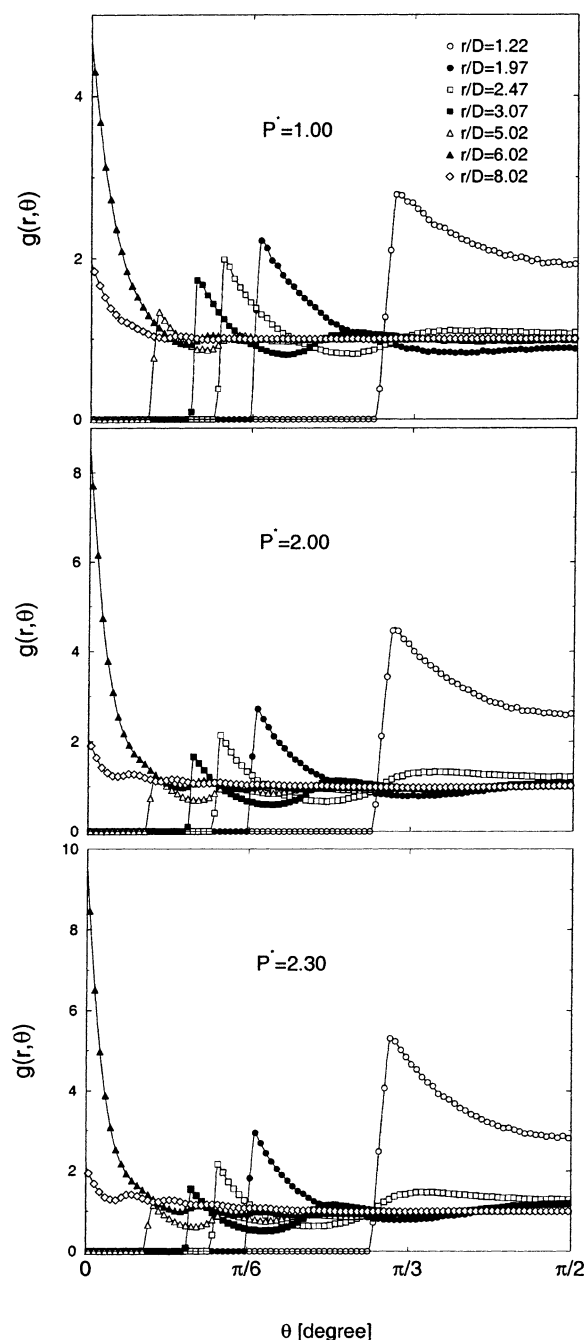 4
2
0
g(r,θ)
P*=1.00
r/D=1.22
r/D=1.97
r/D=2.47
r/D=3.07
r/D=5.02
r/D=6.02
r/D=8.02
8
6
4
2
0
g(r,θ)
P*=2.00
10
8
6
4
2
0
g(r,θ)
P*=2.30
0 π/6 π/3 π/2
θ [degree]